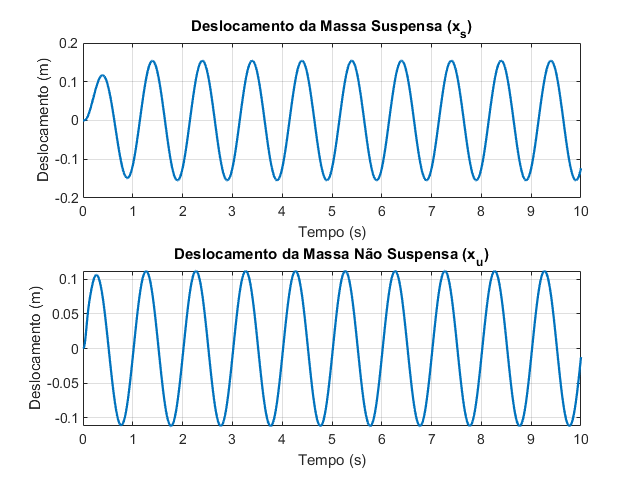 Deslocamento da Massa Suspensa (x_s)
0.2
0.1
0
-0.1
-0.2
Deslocamento (m)
0 1 2 3 4 5 6 7 8 9 10
Tempo (s)
Deslocamento da Massa Não Suspensa (x_u)
0.1
0.05
0
-0.05
-0.1
Deslocamento (m)
0 1 2 3 4 5 6 7 8 9 10
Tempo (s)